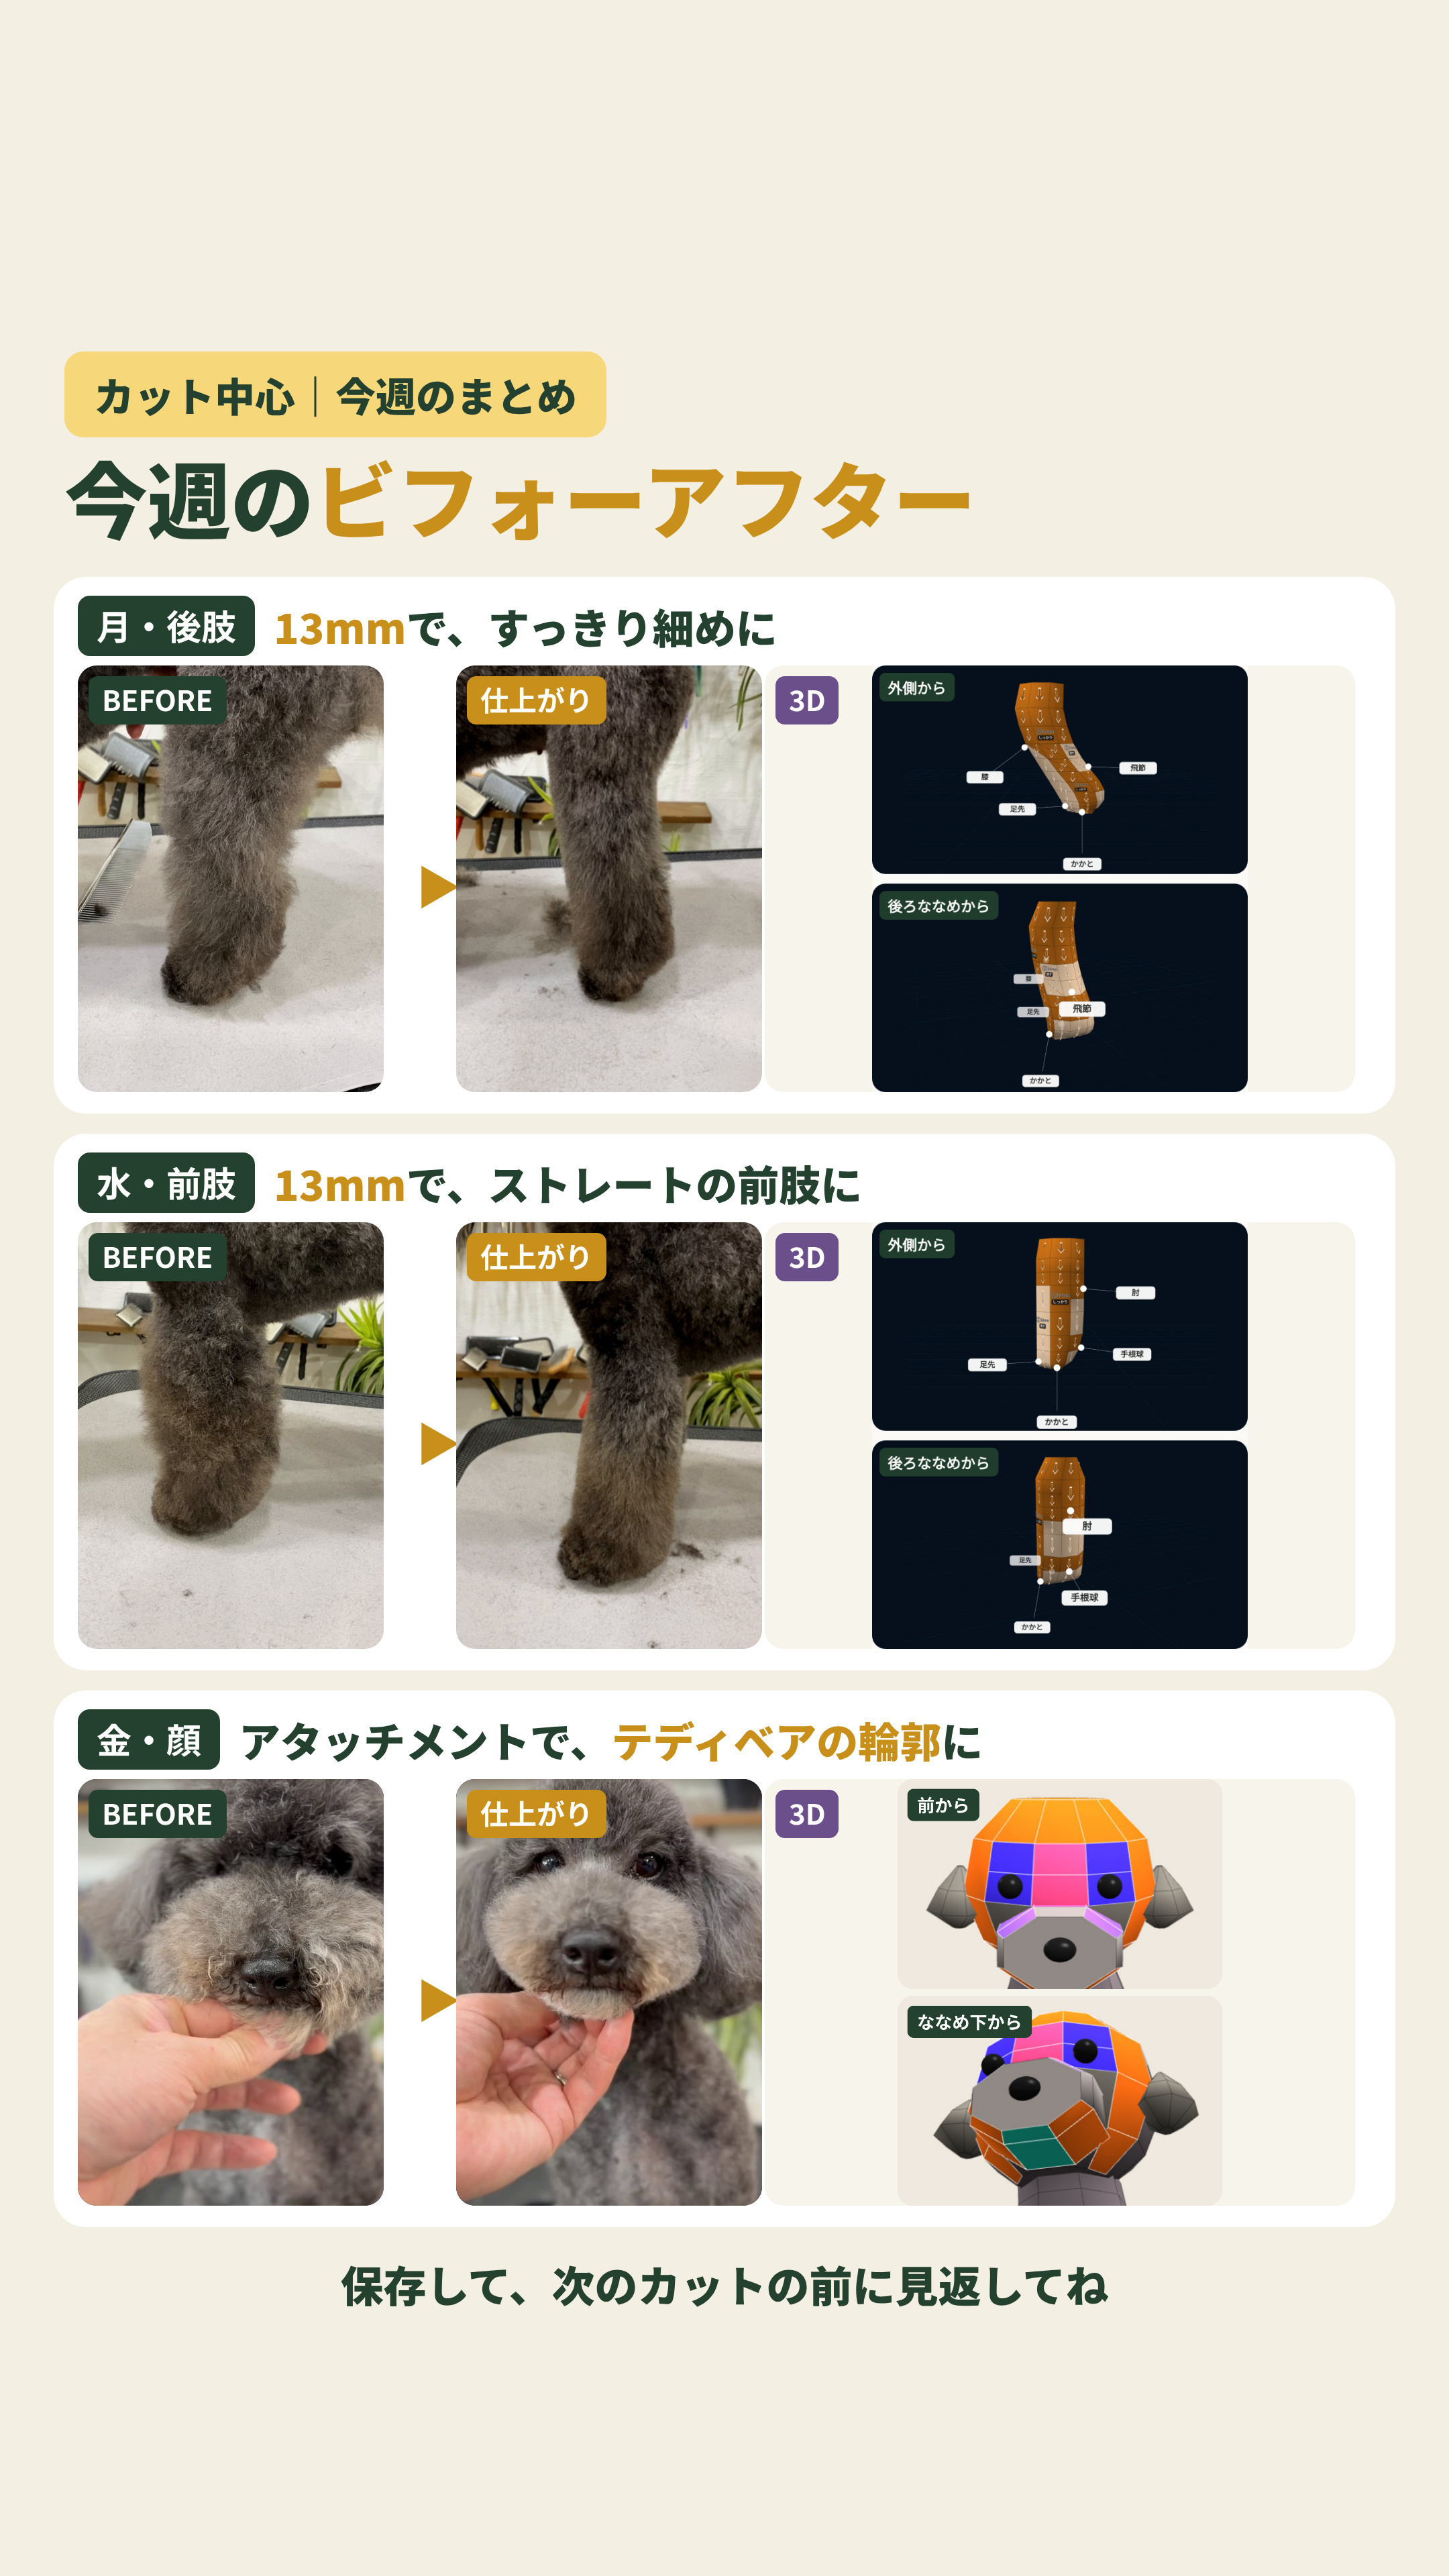 カット中心｜今週のまとめ
今週のビフォーアフター
月・後肢
13mmで、すっきり細めに
BEFORE
仕上がり
3D
外側から
膝
飛節
足先
かかと
後ろななめから
膝
足先
飛節
かかと
水・前肢
13mmで、ストレートの前肢に
BEFORE
仕上がり
3D
外側から
肘
手根球
足先
かかと
後ろななめから
肘
足先
手根球
かかと
金・顔
アタッチメントで、テディベアの輪郭に
BEFORE
仕上がり
3D
前から
ななめ下から
保存して、次のカットの前に見返してね